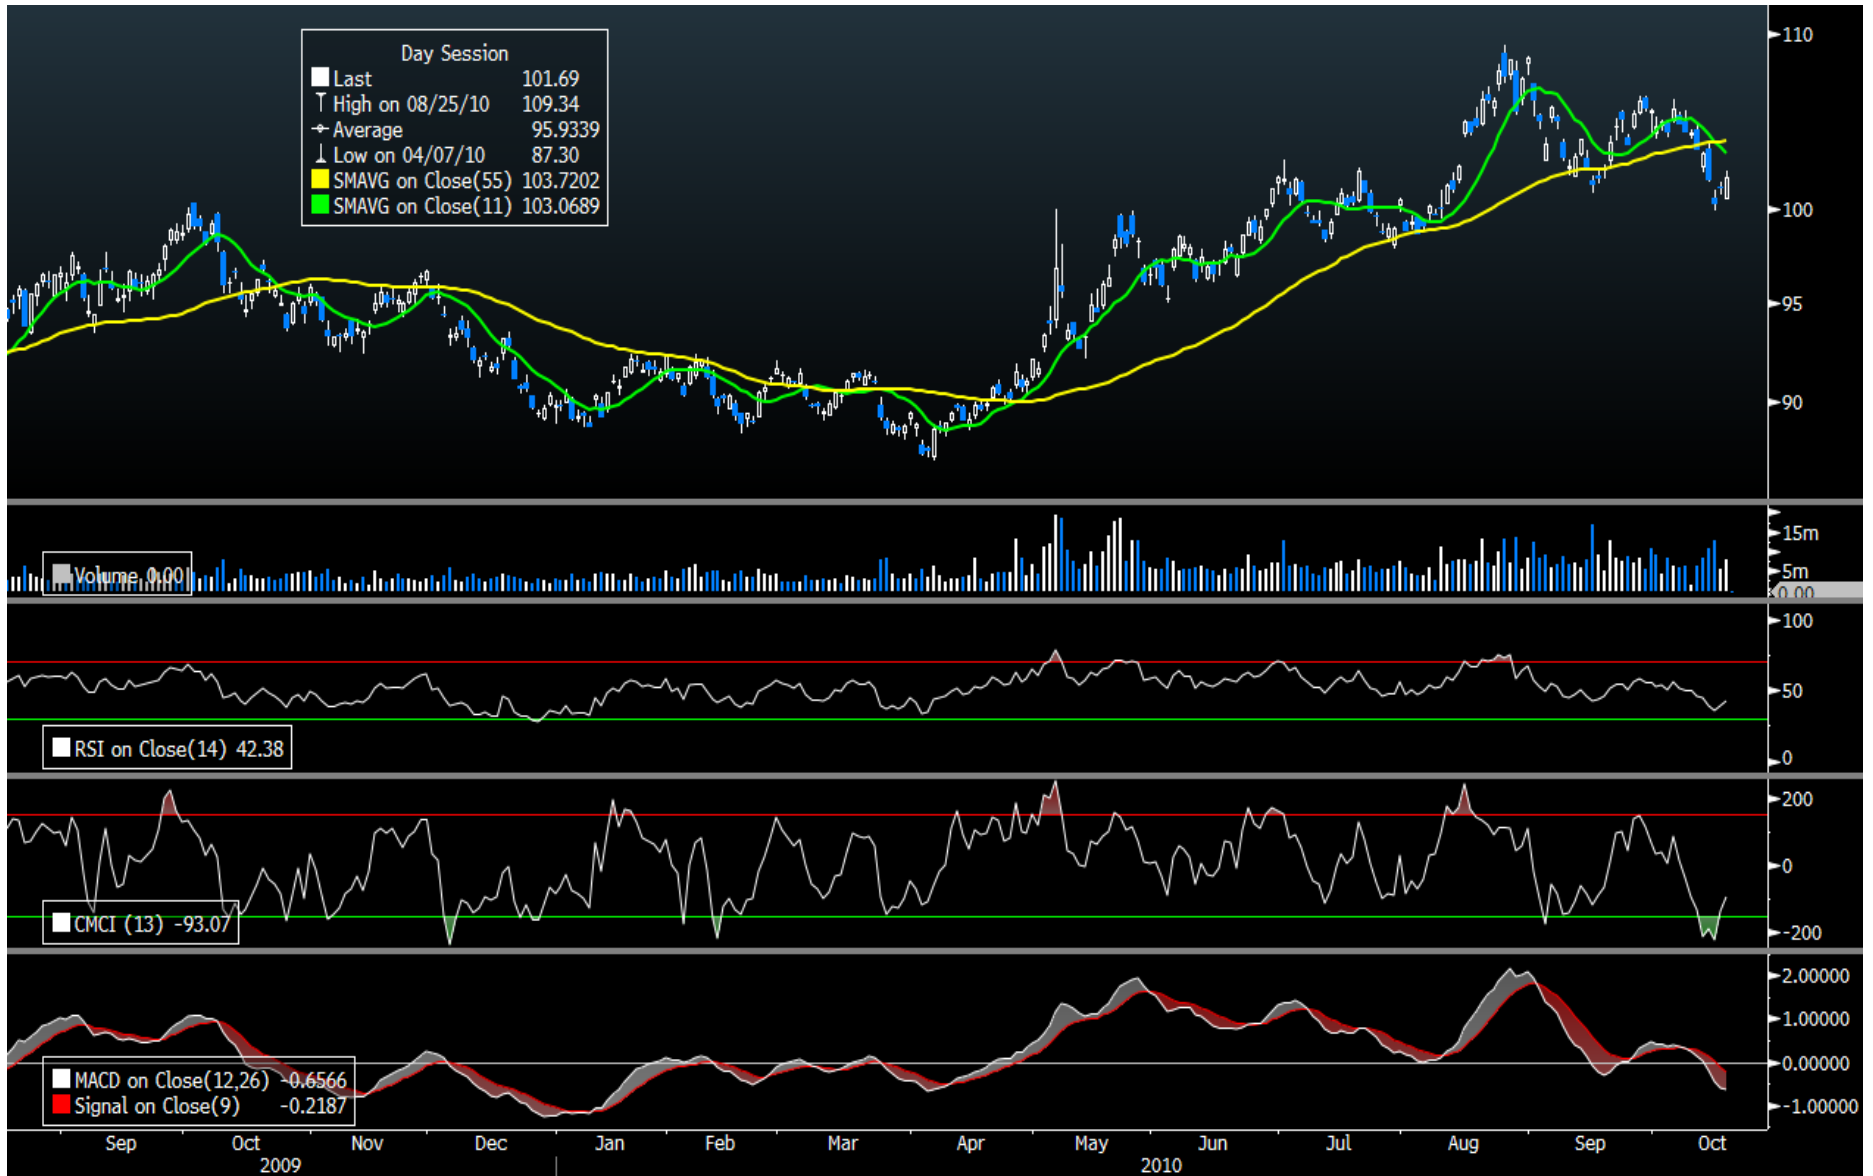 Day Session
Last 101.69
High on 08/25/10 109.34
Average 95.9339
Low on 04/07/10 87.30
SMAVG on Close(55) 103.7202
SMAVG on Close(11) 103.0689
110
100
95
90
Volume 0.00
15m
5m
0.00
100
50
0
RSI on Close(14) 42.38
200
0
-200
CMCI (13) -93.07
2.00000
1.00000
0.00000
-1.00000
MACD on Close(12,26) -0.6566
Signal on Close(9) -0.2187
Sep Oct Nov Dec Jan Feb Mar Apr May Jun Jul Aug Sep Oct
2009 2010